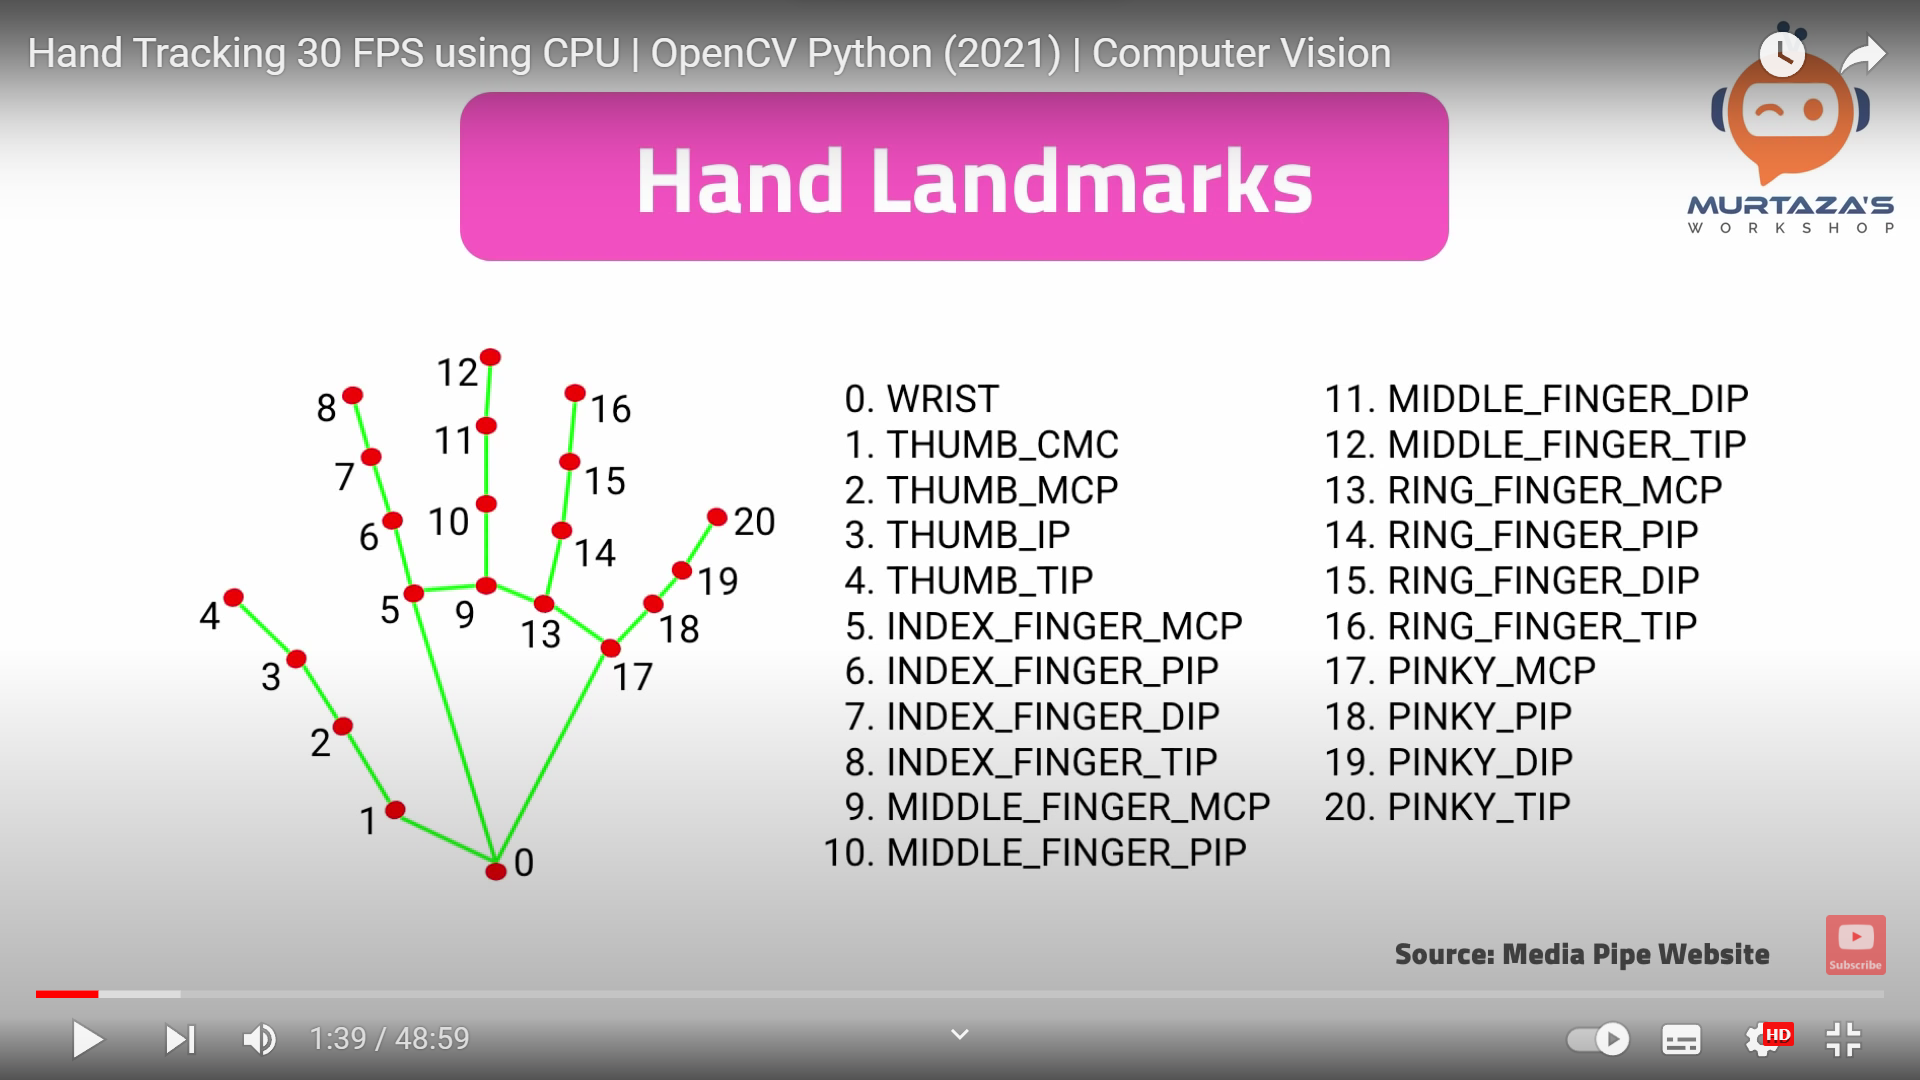 Hand Tracking 30 FPS using CPU | OpenCV Python (2021) | Computer Vision
Hand Landmarks
MURTAZA'S
WORKSHOP
12
8
16
11
7
15
10
20
6
14
19
4
5
9
13
18
3
17
2
1
0
0. WRIST
1. THUMB_CMC
2. THUMB_MCP
3. THUMB_IP
4. THUMB_TIP
5. INDEX_FINGER_MCP
6. INDEX_FINGER_PIP
7. INDEX_FINGER_DIP
8. INDEX_FINGER_TIP
9. MIDDLE_FINGER_MCP
10. MIDDLE_FINGER_PIP
11. MIDDLE_FINGER_DIP
12. MIDDLE_FINGER_TIP
13. RING_FINGER_MCP
14. RING_FINGER_PIP
15. RING_FINGER_DIP
16. RING_FINGER_TIP
17. PINKY_MCP
18. PINKY_PIP
19. PINKY_DIP
20. PINKY_TIP
Source: Media Pipe Website
Subscribe
1:39 / 48:59
HD